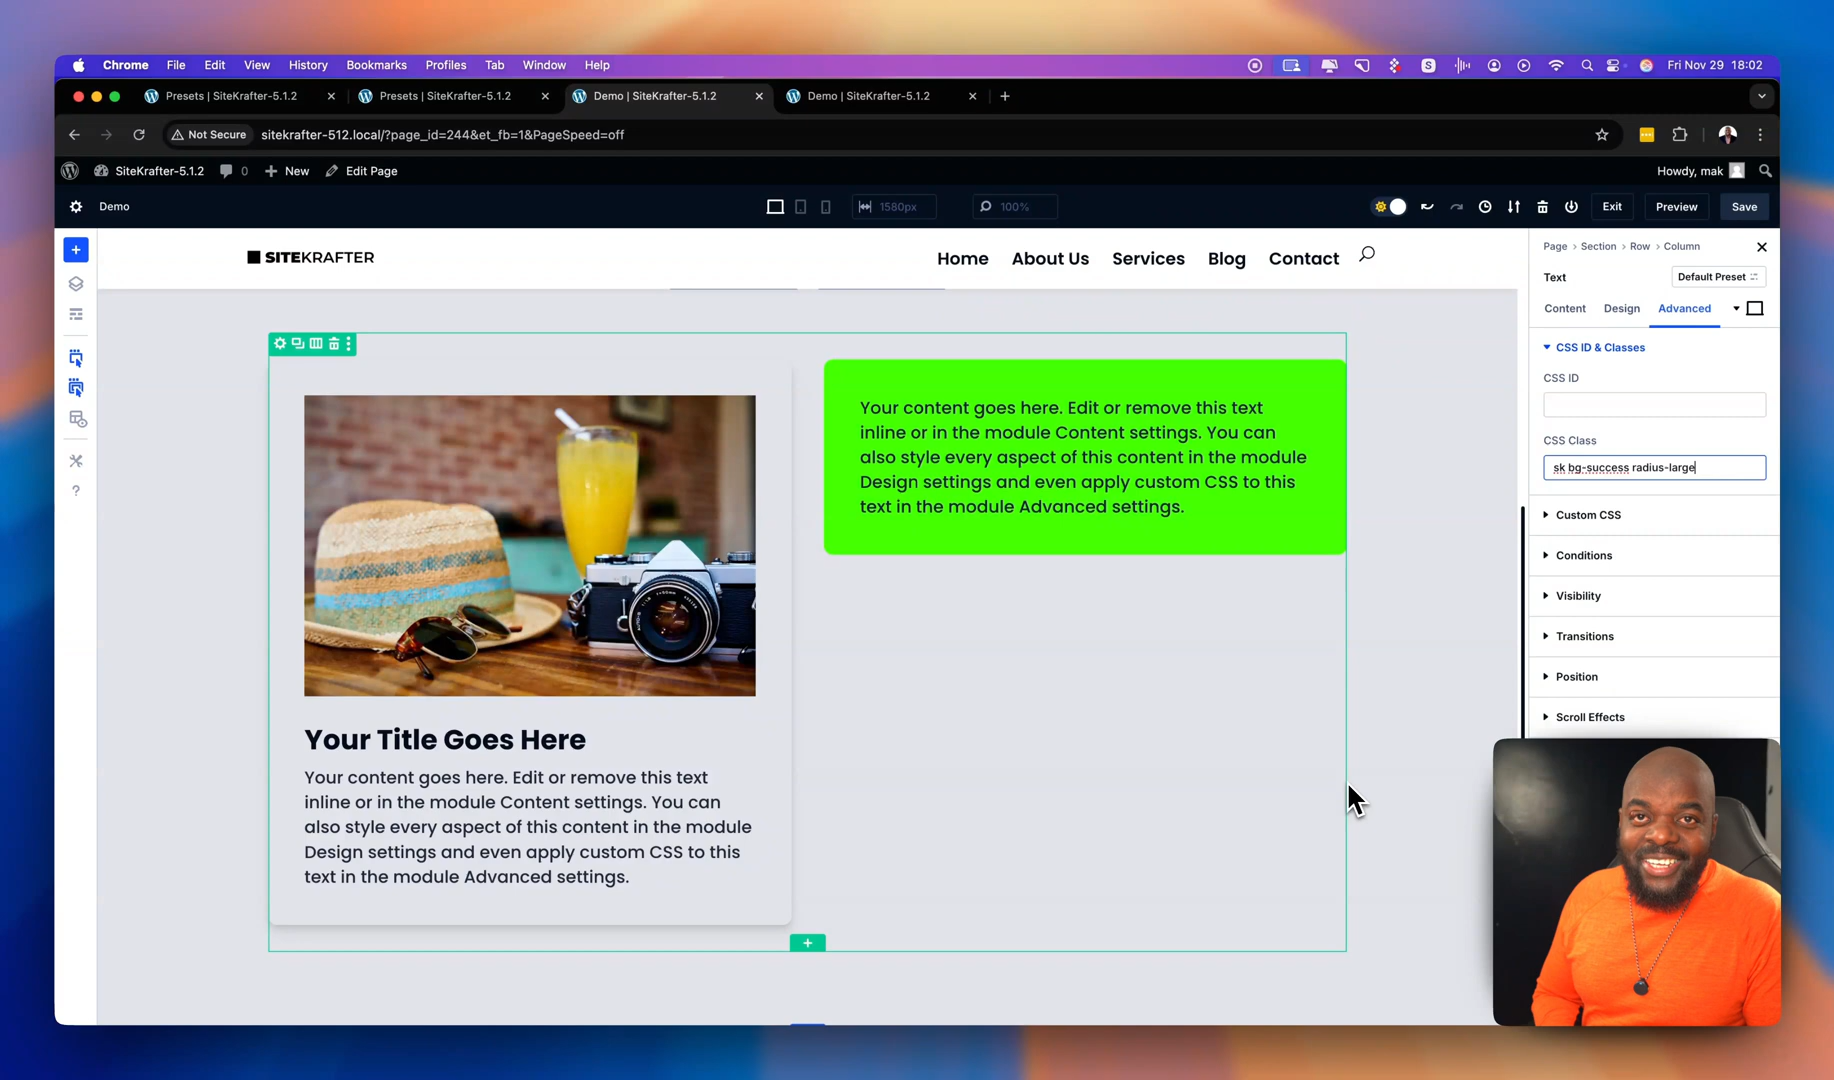 Chrome File Edit View History Bookmarks Profiles Tab Window Help Fri Nov 29 18:02
Presets | SiteKrafter-5.1.2 Presets | SiteKrafter-5.1.2 Demo | SiteKrafter-5.1.2 Demo | SiteKrafter-5.1.2
Not Secure sitekrafter-512.local/?page_id=244&et_fb=1&PageSpeed=off
SiteKrafter-5.1.2 0 New Edit Page Howdy, mak
Demo 1580px 100% Exit Preview Save
SITEKRAFTER Home About Us Services Blog Contact
Page > Section > Row > Column
Text Default Preset
Content Design Advanced
CSS ID & Classes
CSS ID
CSS Class
sk bg-success radius-large
Custom CSS
Conditions
Visibility
Transitions
Position
Scroll Effects
Your content goes here. Edit or remove this text
inline or in the module Content settings. You can
also style every aspect of this content in the module
Design settings and even apply custom CSS to this
text in the module Advanced settings.
Your Title Goes Here
Your content goes here. Edit or remove this text
inline or in the module Content settings. You can
also style every aspect of this content in the module
Design settings and even apply custom CSS to this
text in the module Advanced settings.